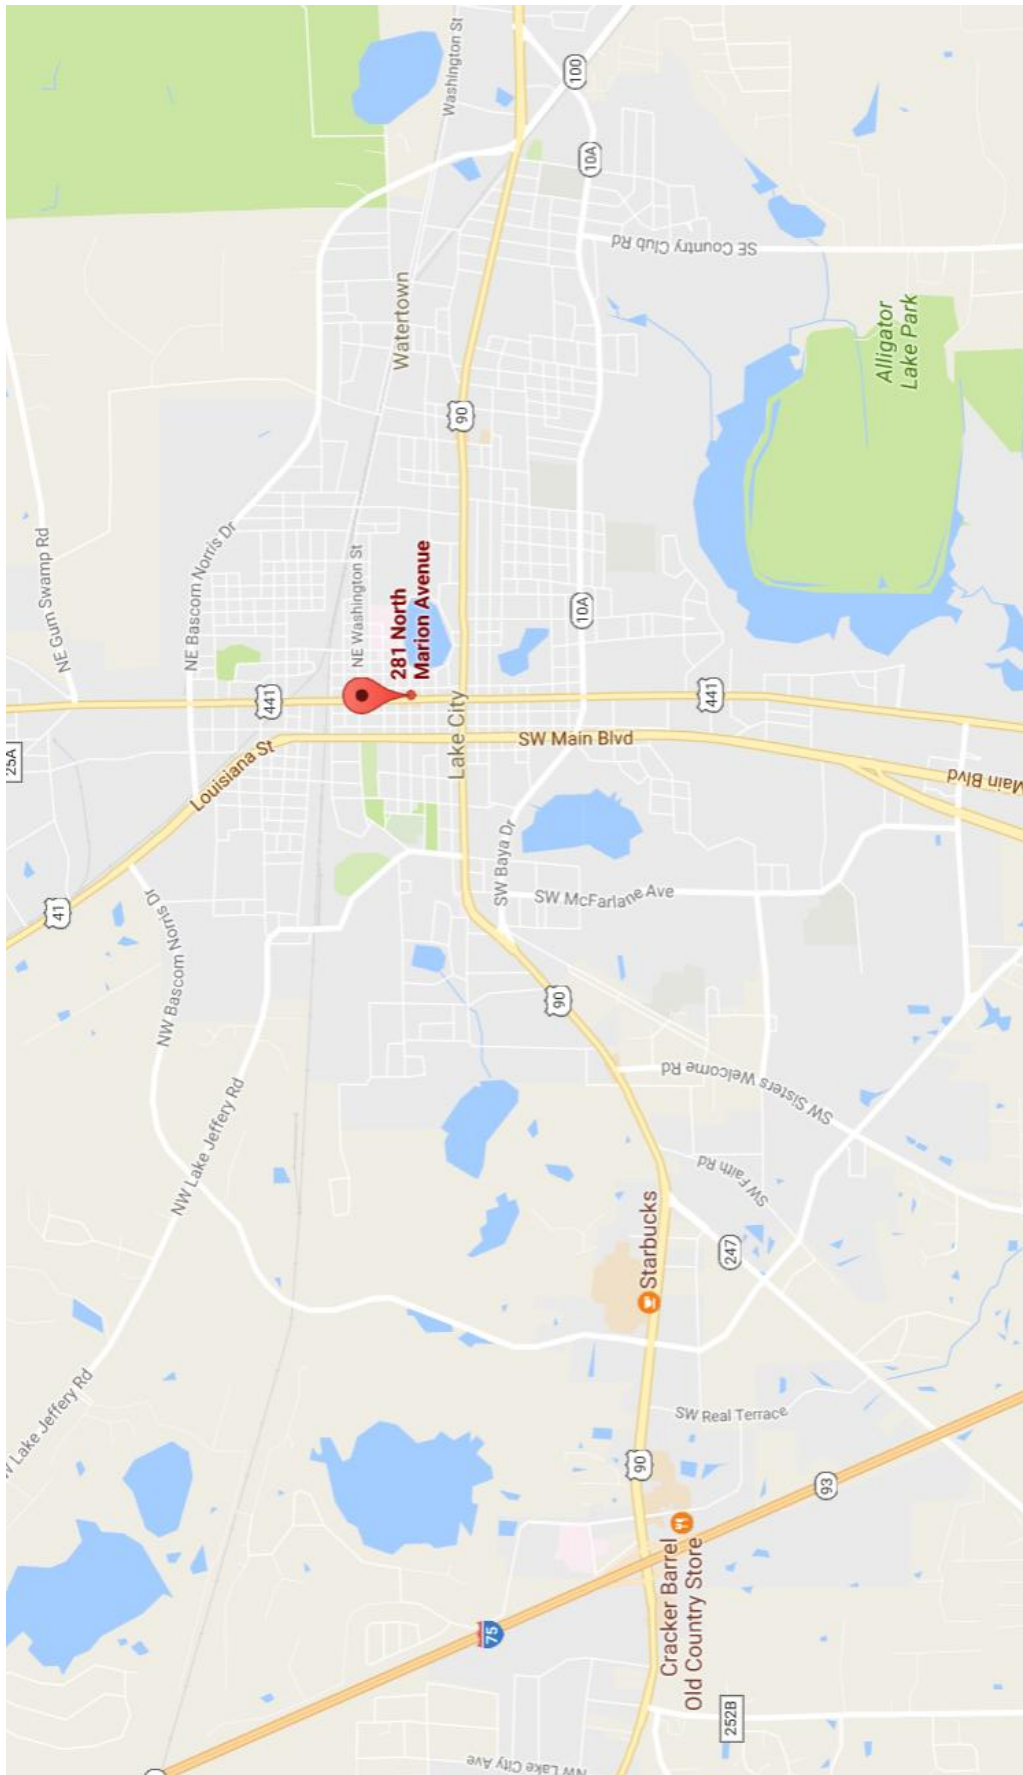 Washington St
100
10A
SE Country Club Rd
Watertown
Alligator
Lake Park
90
NE Gum Swamp Rd
NE Bascom Norris Dr
NE Washington St
281 North
Marion Avenue
10A
441
441
25A
Louisiana St
Lake City
SW Main Blvd
Main Blvd
41
NW Bascom Norris Dr
SW Baya Dr
SW McFarlane Ave
90
NW Lake Jeffery Rd
SW Sisters Welcome Rd
SW Faith Rd
Starbucks
247
W Lake Jeffery Rd
SW Real Terrace
90
93
Cracker Barrel
Old Country Store
75
252B
NW Lake City Ave